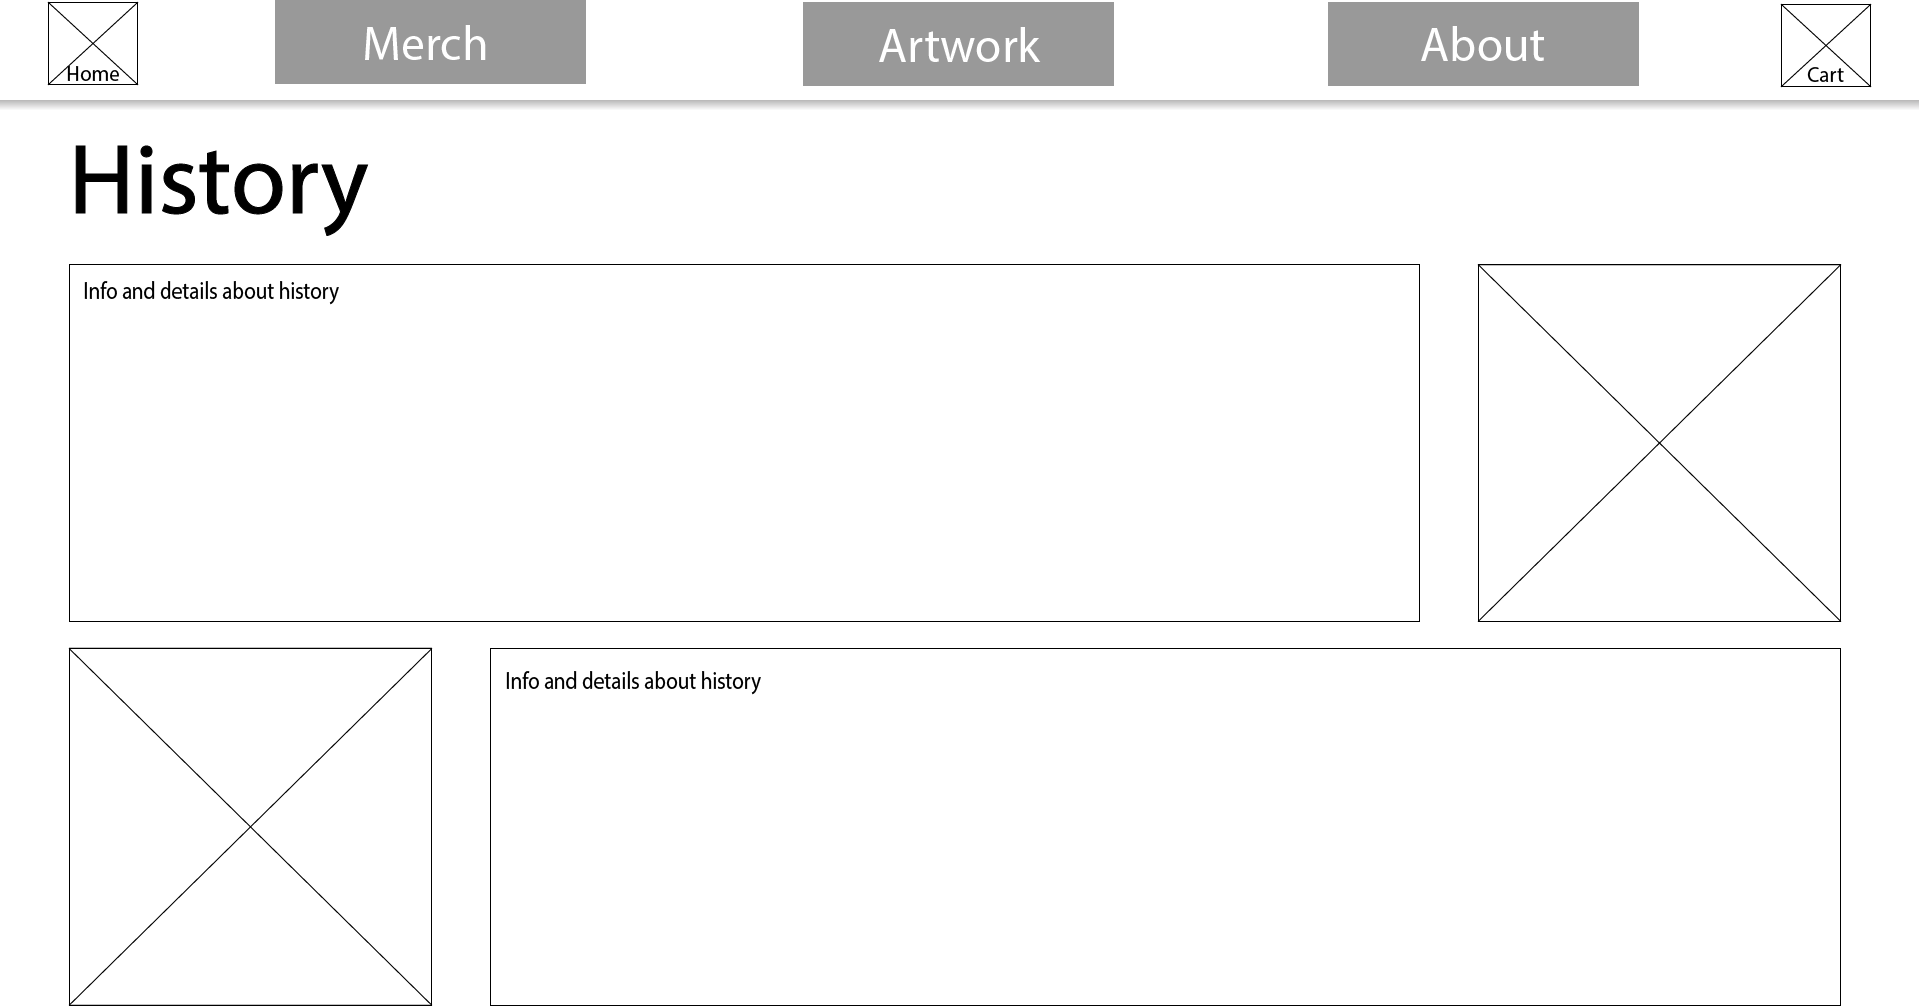 Home
Merch
Artwork
About
Cart
History
Info and details about history
Info and details about history